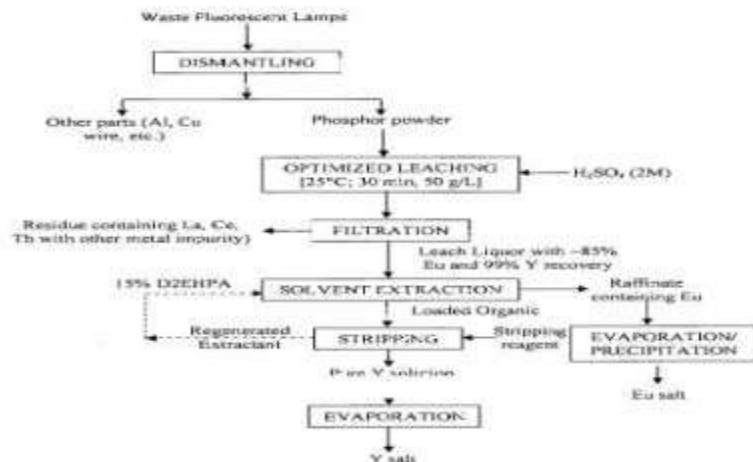 Waste Fluorescent Lamps
DISMANTLING
Other parts (Al, Cu
wire, etc.)
Phosphor powder
OPTIMIZED LEACHING
[25°C; 30 min, 50 g/L]
H₂SO₄ (2M)
Residue containing La, Ce,
Tb with other metal impurity)
FILTRATION
Leach Liquor with ~85%
Eu and 99% Y recovery
15% D2EHPA
SOLVENT EXTRACTION
Raffinate
containing Eu
Loaded Organic
Regenerated
Extractant
STRIPPING
Stripping
reagent
EVAPORATION/
PRECIPITATION
Pure Y solution
Eu salt
EVAPORATION
Y salt